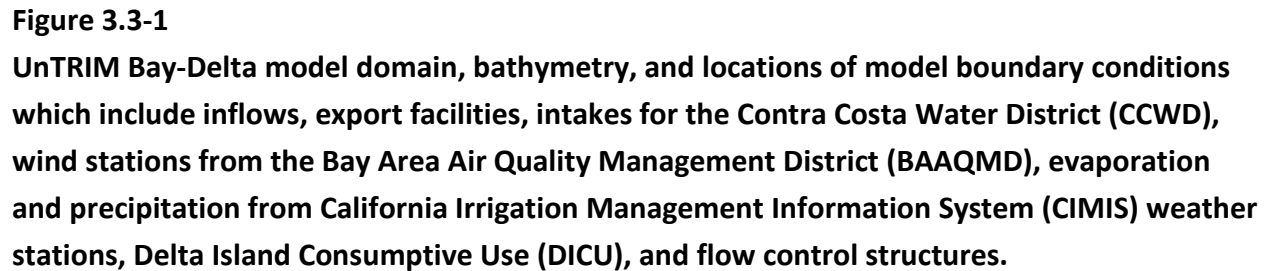 Figure 3.3-1
UnTRIM Bay-Delta model domain, bathymetry, and locations of model boundary conditions
which include inflows, export facilities, intakes for the Contra Costa Water District (CCWD),
wind stations from the Bay Area Air Quality Management District (BAAQMD), evaporation
and precipitation from California Irrigation Management Information System (CIMIS) weather
stations, Delta Island Consumptive Use (DICU), and flow control structures.